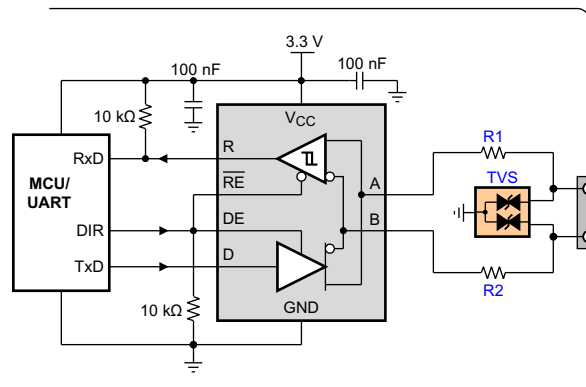 3.3 V
100 nF
100 nF
10 kΩ
VCC
R1
RxD
R
TVS
MCU/
UART
RE
A
DIR
DE
B
TxD
D
R2
10 kΩ
GND